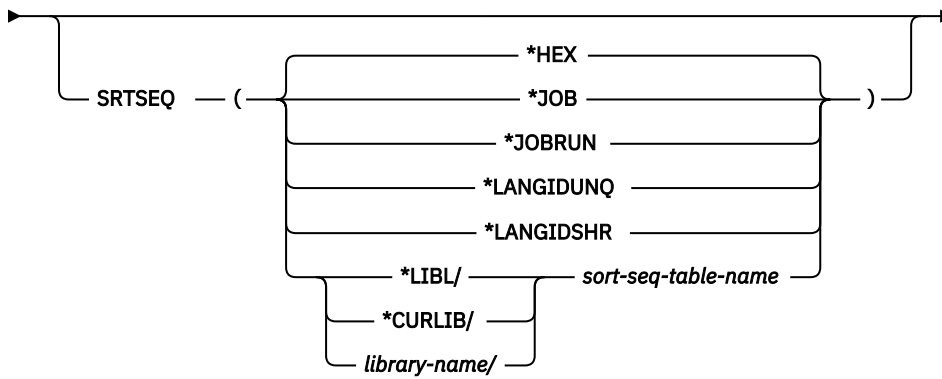 *HEX
SRTSEQ ( *JOB )
*JOBRUN
*LANGIDUNQ
*LANGIDSHR
*LIBL/ sort-seq-table-name
*CURLIB/
library-name/